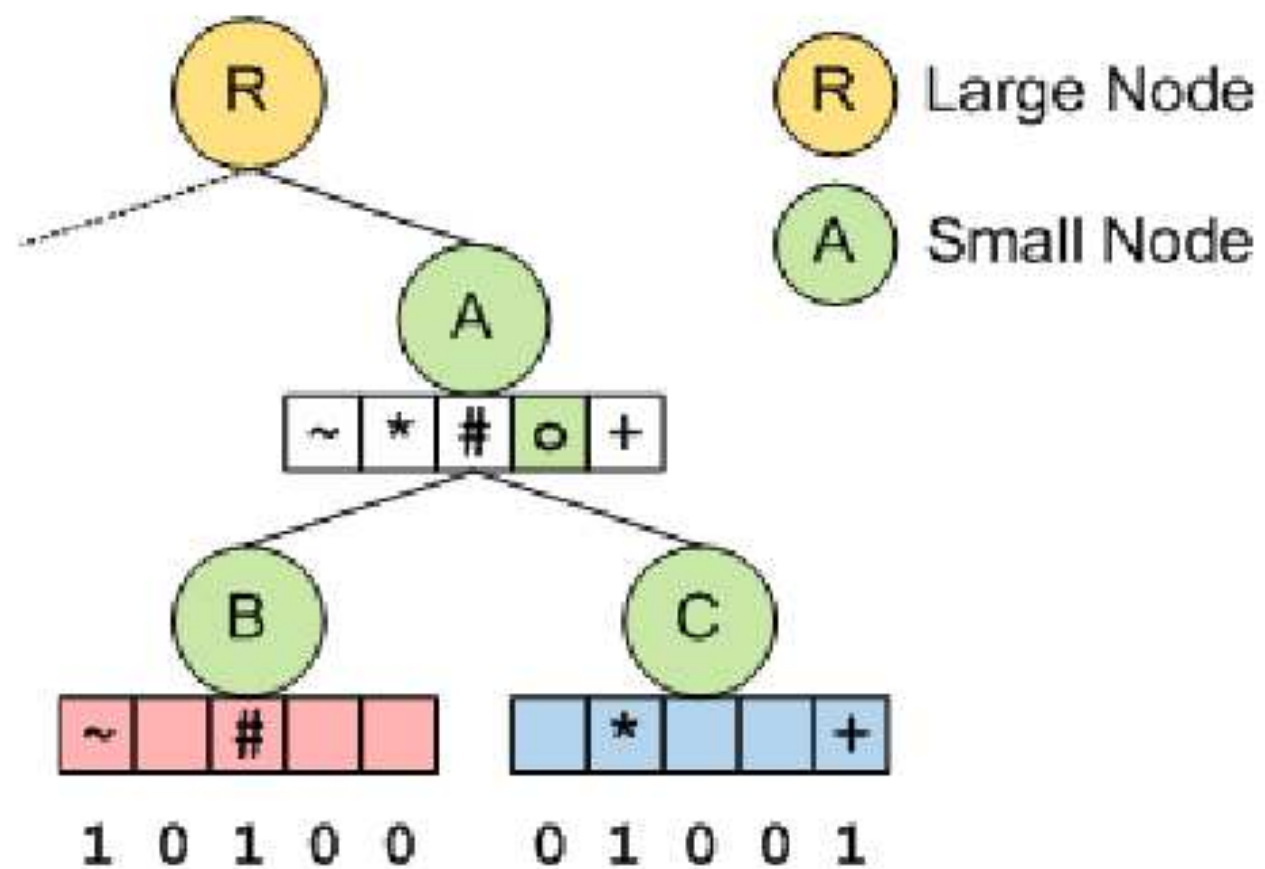 R
R Large Node
A Small Node
A
~ * # o +
B
C
~ # * +
1 0 1 0 0 0 1 0 0 1